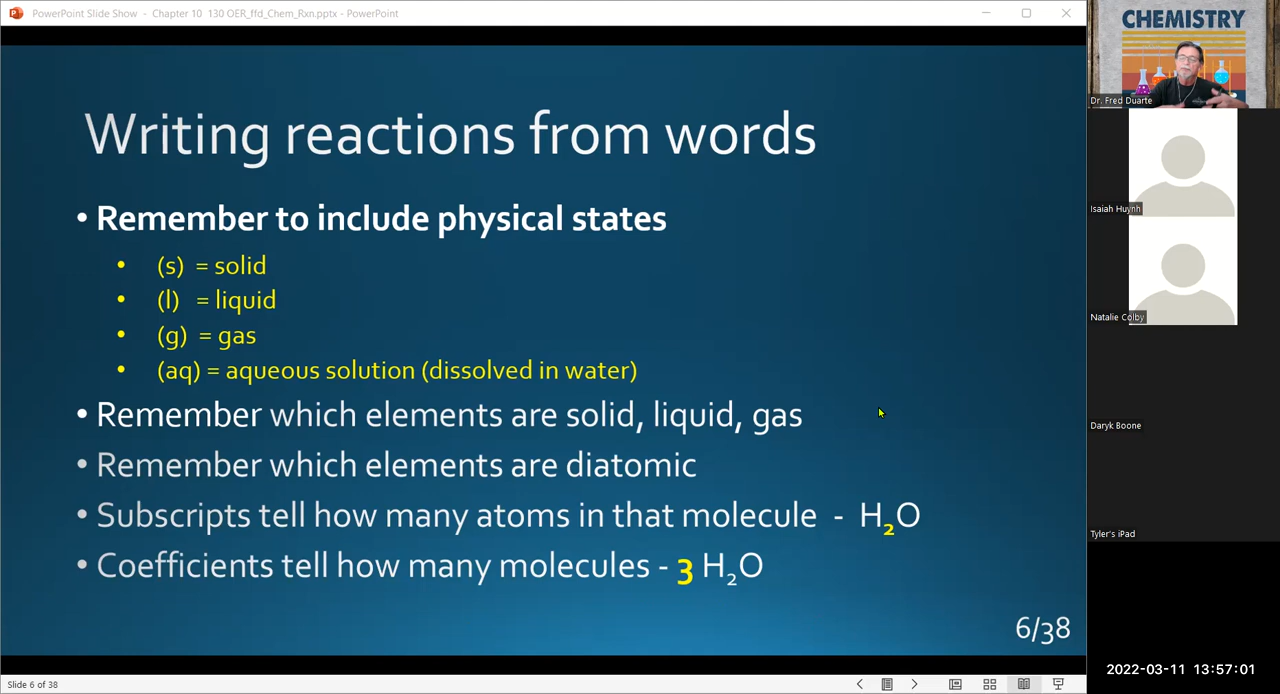 PowerPoint Slide Show - Chapter 10 130 OER_ffd_Chem_Rxn.pptx - PowerPoint
CHEMISTRY
Dr. Fred Duarte
Writing reactions from words
• Remember to include physical states
• (s) = solid
• (l) = liquid
• (g) = gas
• (aq) = aqueous solution (dissolved in water)
• Remember which elements are solid, liquid, gas
• Remember which elements are diatomic
• Subscripts tell how many atoms in that molecule - H₂O
• Coefficients tell how many molecules - 3 H₂O
6/38
Isaiah Huynh
Natalie Colby
Daryk Boone
Tyler's iPad
2022-03-11 13:57:01
Slide 6 of 38